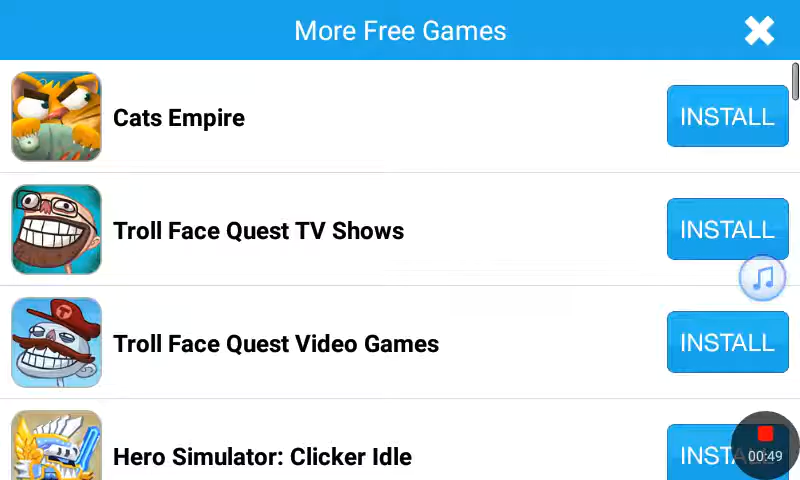 More Free Games
Cats Empire
INSTALL
Troll Face Quest TV Shows
INSTALL
Troll Face Quest Video Games
INSTALL
T
Hero Simulator: Clicker Idle
INSTA
00:49